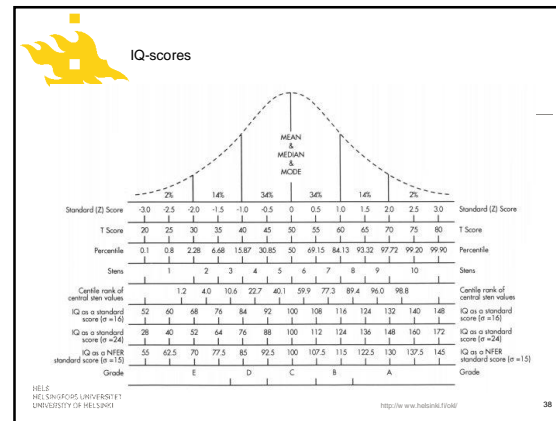 IQ-scores
MEAN
&
MEDIAN
&
MODE
2% 14% 34% 34% 14% 2%
Standard (Z) Score -3.0 -2.5 -2.0 -1.5 -1.0 -0.5 0 0.5 1.0 1.5 2.0 2.5 3.0 Standard (Z) Score
T Score 20 25 30 35 40 45 50 55 60 65 70 75 80 T Score
Percentile 0.1 0.8 2.28 6.68 15.87 30.85 50 69.15 84.13 93.32 97.72 99.20 99.90 Percentile
Stens 1 2 3 4 5 6 7 8 9 10 Stens
Centile rank of central sten values 1.2 4.0 10.6 22.7 40.1 59.9 77.3 89.4 96.0 98.8 Centile rank of central sten values
IQ as a standard score (σ =16) 52 60 68 76 84 92 100 108 116 124 132 140 148 IQ as a standard score (σ =16)
IQ as a standard score (σ =24) 28 40 52 64 76 88 100 112 124 136 148 160 172 IQ as a standard score (σ =24)
IQ as a NFER standard score (σ =15) 55 62.5 70 77.5 85 92.5 100 107.5 115 122.5 130 137.5 145 IQ as a NFER standard score (σ =15)
Grade E D C B A Grade
HELSINGFORS UNIVERSITET
UNIVERSITY OF HELSINKI http://www.helsinki.fi/okl/ 38